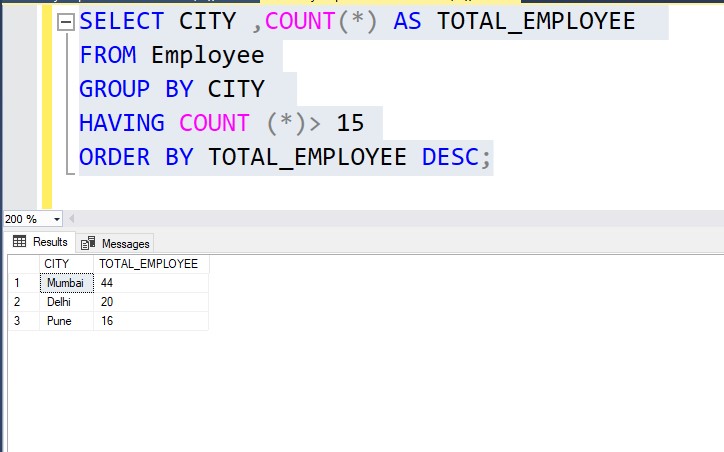 SELECT CITY ,COUNT(*) AS TOTAL_EMPLOYEE
FROM Employee
GROUP BY CITY
HAVING COUNT (*)> 15
ORDER BY TOTAL_EMPLOYEE DESC;
200 %
Results Messages
CITY TOTAL_EMPLOYEE
1 Mumbai 44
2 Delhi 20
3 Pune 16